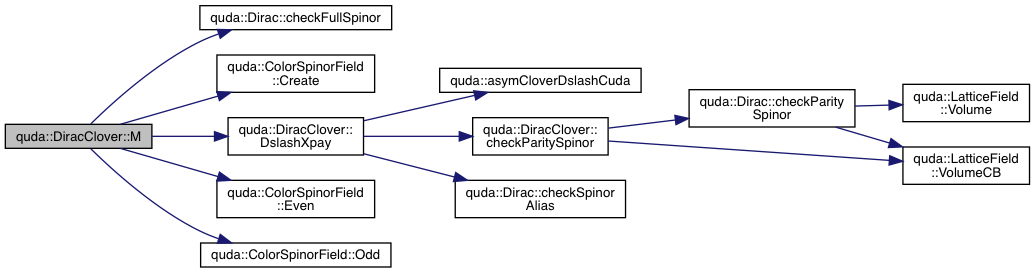 quda::DiracClover::M
quda::Dirac::checkFullSpinor
quda::ColorSpinorField
::Create
quda::DiracClover::
DslashXpay
quda::ColorSpinorField
::Even
quda::ColorSpinorField::Odd
quda::asymCloverDslashCuda
quda::DiracClover::
checkParitySpinor
quda::Dirac::checkSpinor
Alias
quda::Dirac::checkParity
Spinor
quda::LatticeField
::Volume
quda::LatticeField
::VolumeCB